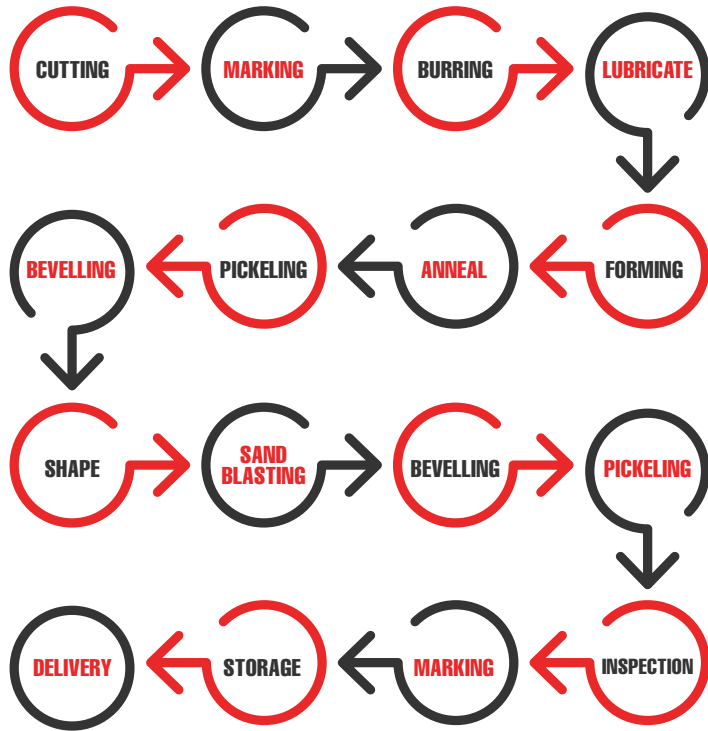 CUTTING
MARKING
BURRING
LUBRICATE
BEVELLING
PICKELING
ANNEAL
FORMING
SHAPE
SAND
BLASTING
BEVELLING
PICKELING
DELIVERY
STORAGE
MARKING
INSPECTION